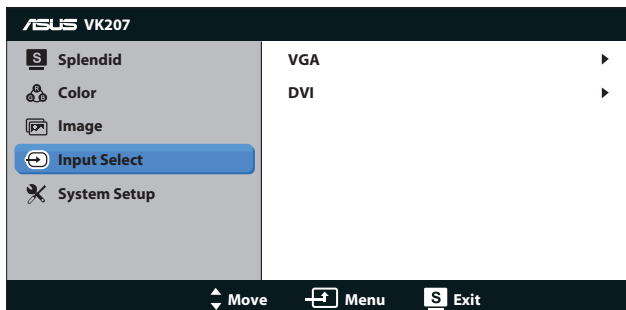 ASUS VK207
S Splendid
Color
Image
Input Select
System Setup
VGA
DVI
Move Menu S Exit